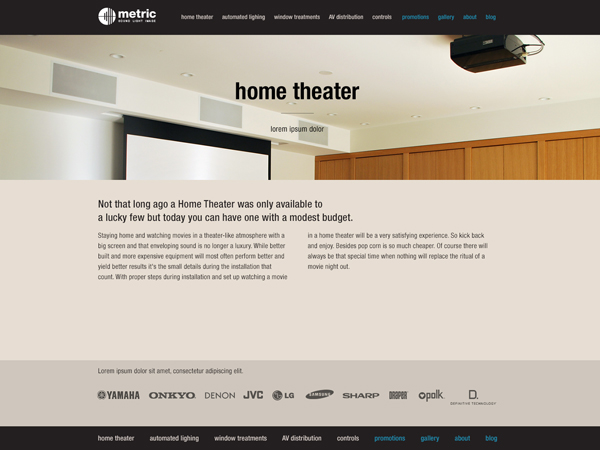 metric
SOUND LIGHT IMAGE
home theater automated lighing window treatments AV distribution controls promotions gallery about blog
home theater
lorem ipsum dolor
Not that long ago a Home Theater was only available to
a lucky few but today you can have one with a modest budget.
Staying home and watching movies in a theater-like atmosphere with a
big screen and that enveloping sound is no longer a luxury. While better
built and more expensive equipment will most often perform better and
yield better results it's the small details during the installation that
count. With proper steps during installation and set up watching a movie
in a home theater will be a very satisfying experience. So kick back
and enjoy. Besides pop corn is so much cheaper. Of course there will
always be that special time when nothing will replace the ritual of a
movie night out.
Lorem ipsum dolor sit amet, consectetur adipiscing elit.
YAMAHA ONKYO DENON JVC LG SAMSUNG SHARP DRAPER polk D.
DEFINITIVE TECHNOLOGY
home theater automated lighing window treatments AV distribution controls promotions gallery about blog